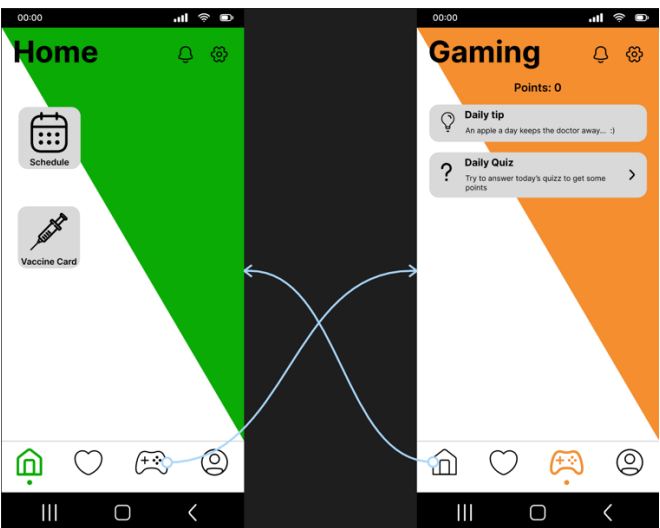 00:00
Home
Schedule
Vaccine Card
00:00
Gaming
Points: 0
Daily tip
An apple a day keeps the doctor away... :)
Daily Quiz
?
Try to answer today's quizz to get some
points